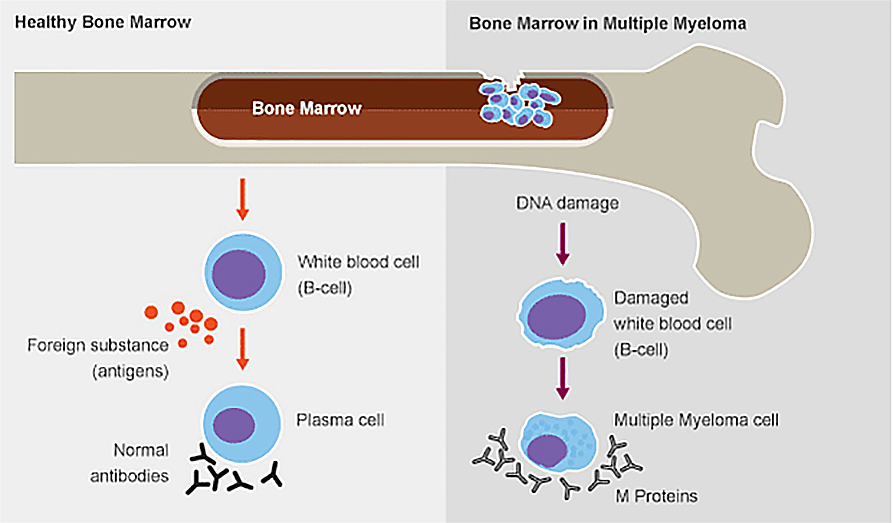 Healthy Bone Marrow
Bone Marrow in Multiple Myeloma
Bone Marrow
DNA damage
White blood cell
(B-cell)
Foreign substance
(antigens)
Damaged
white blood cell
(B-cell)
Plasma cell
Multiple Myeloma cell
Normal
antibodies
M Proteins